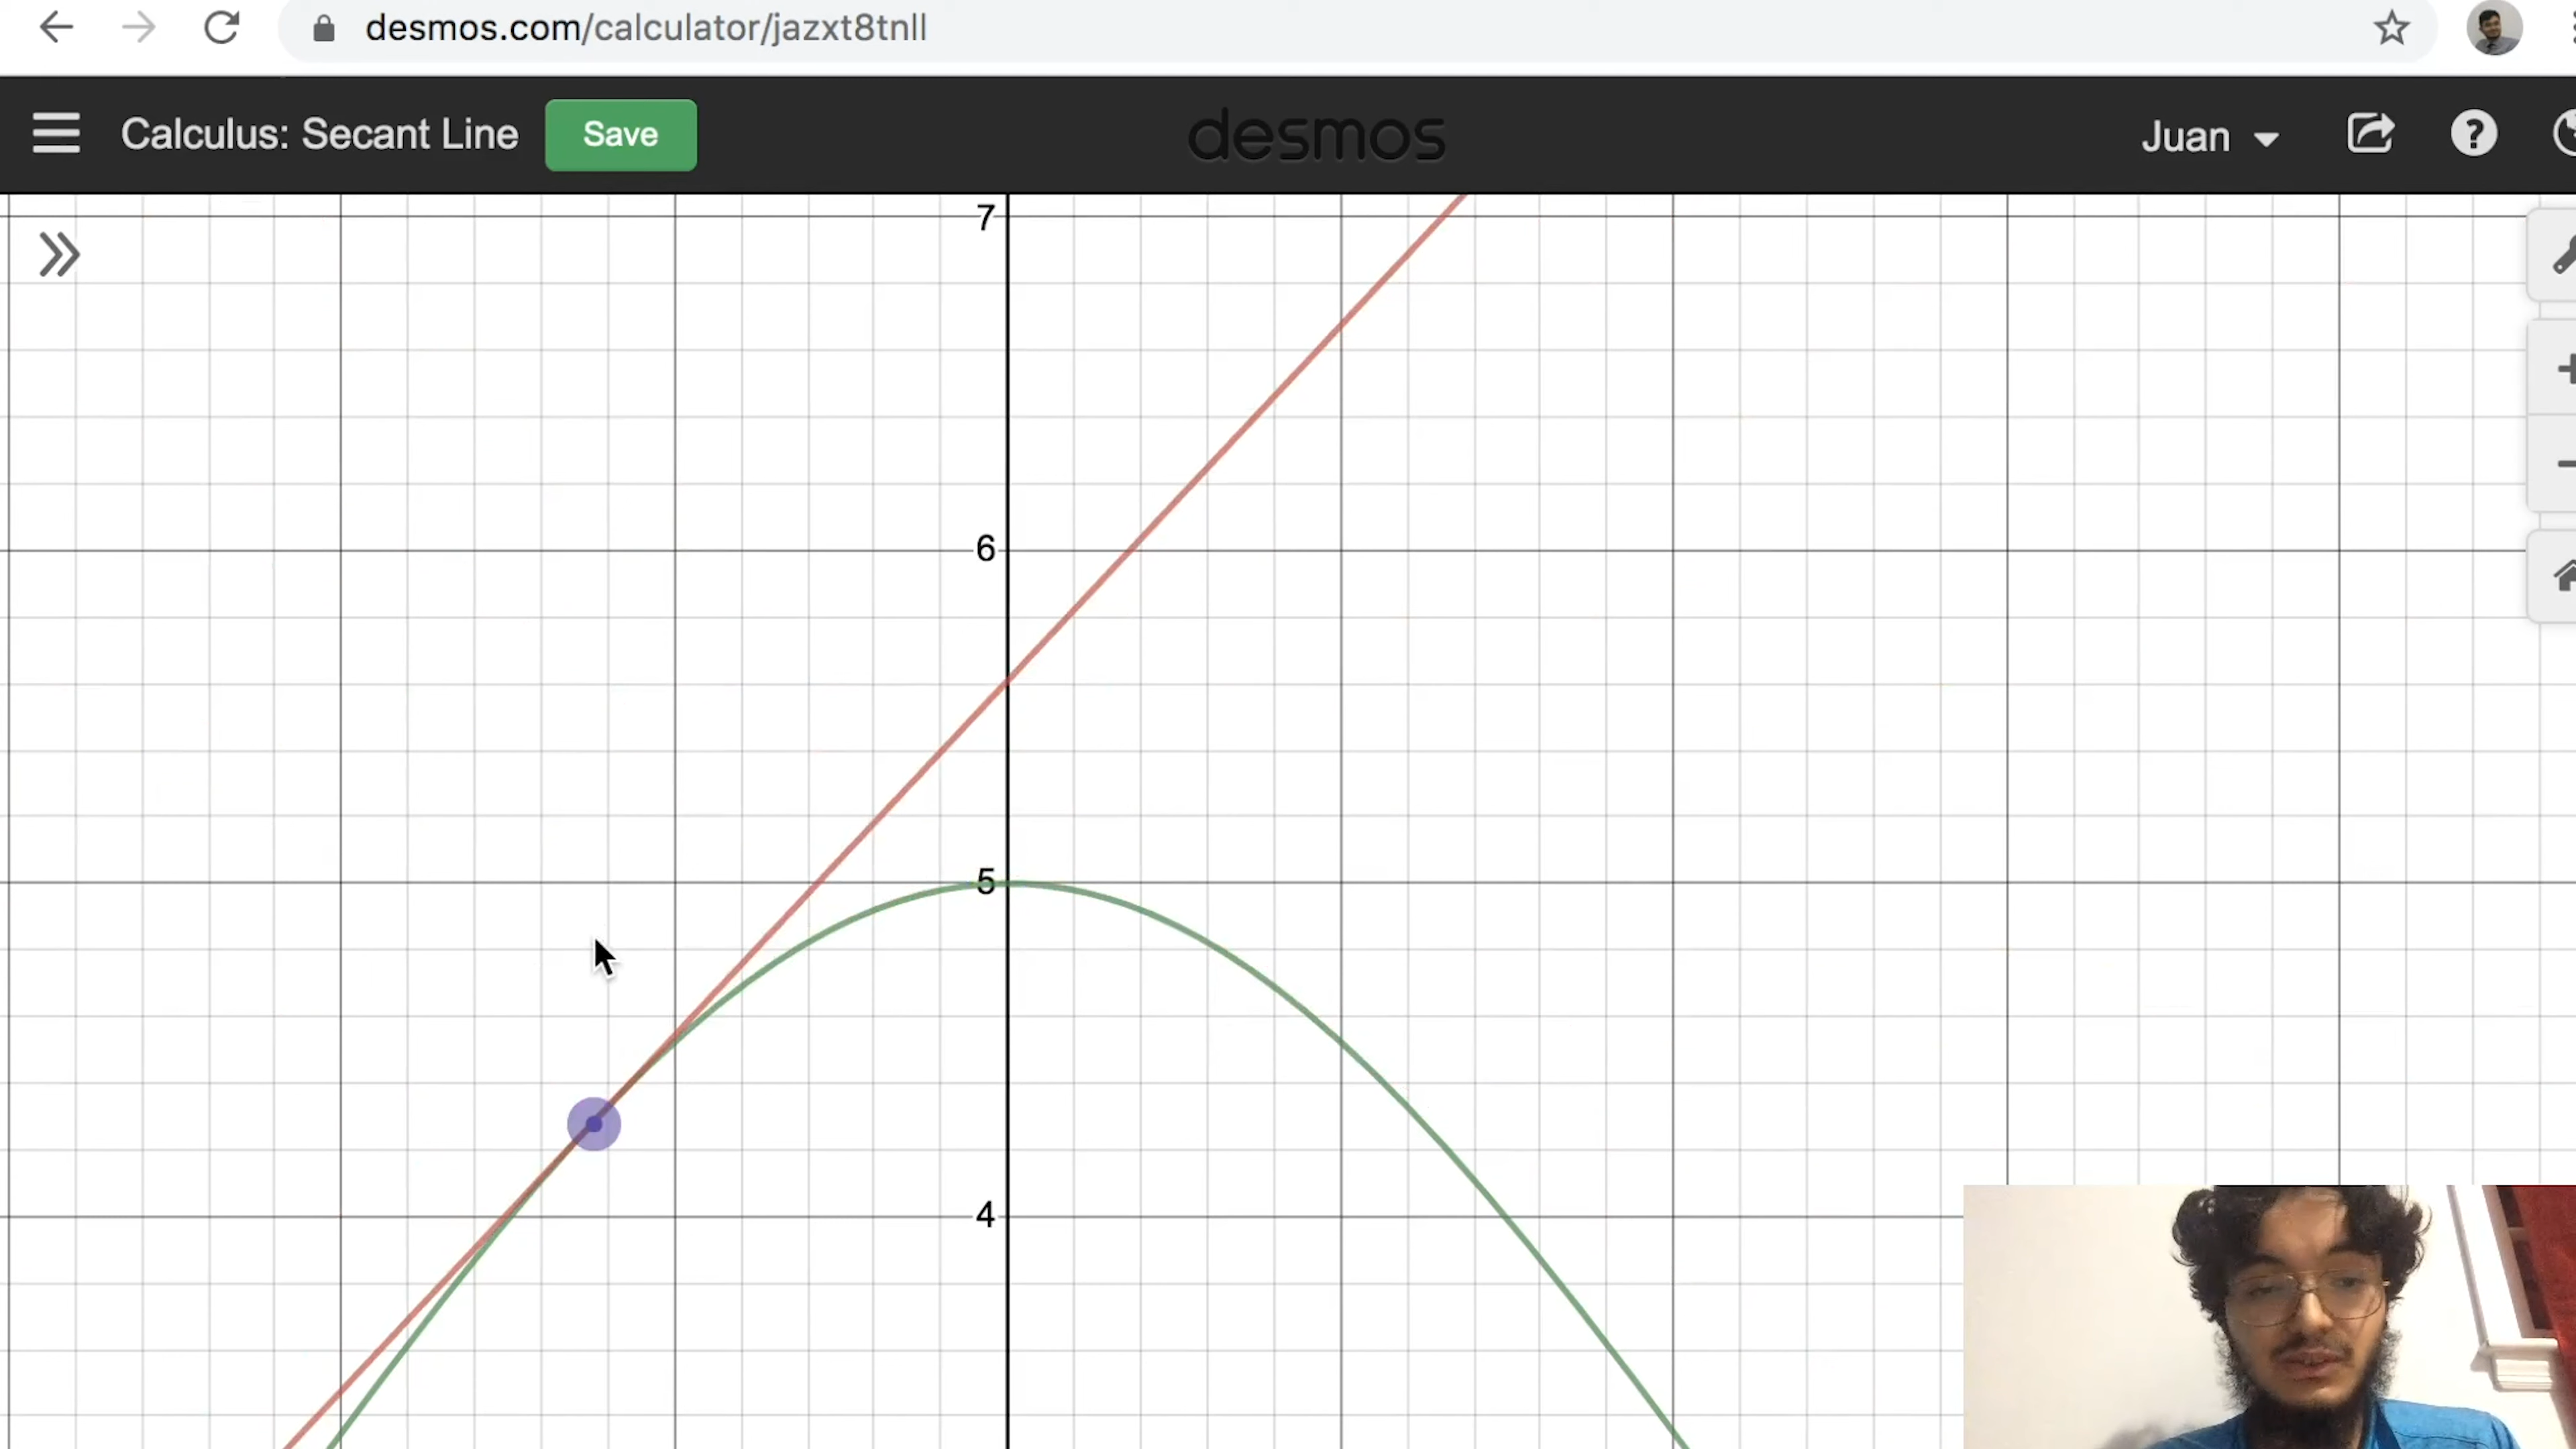 desmos.com/calculator/jazxt8tnll
Calculus: Secant Line
Save
desmos
Juan
?
7
6
5
4